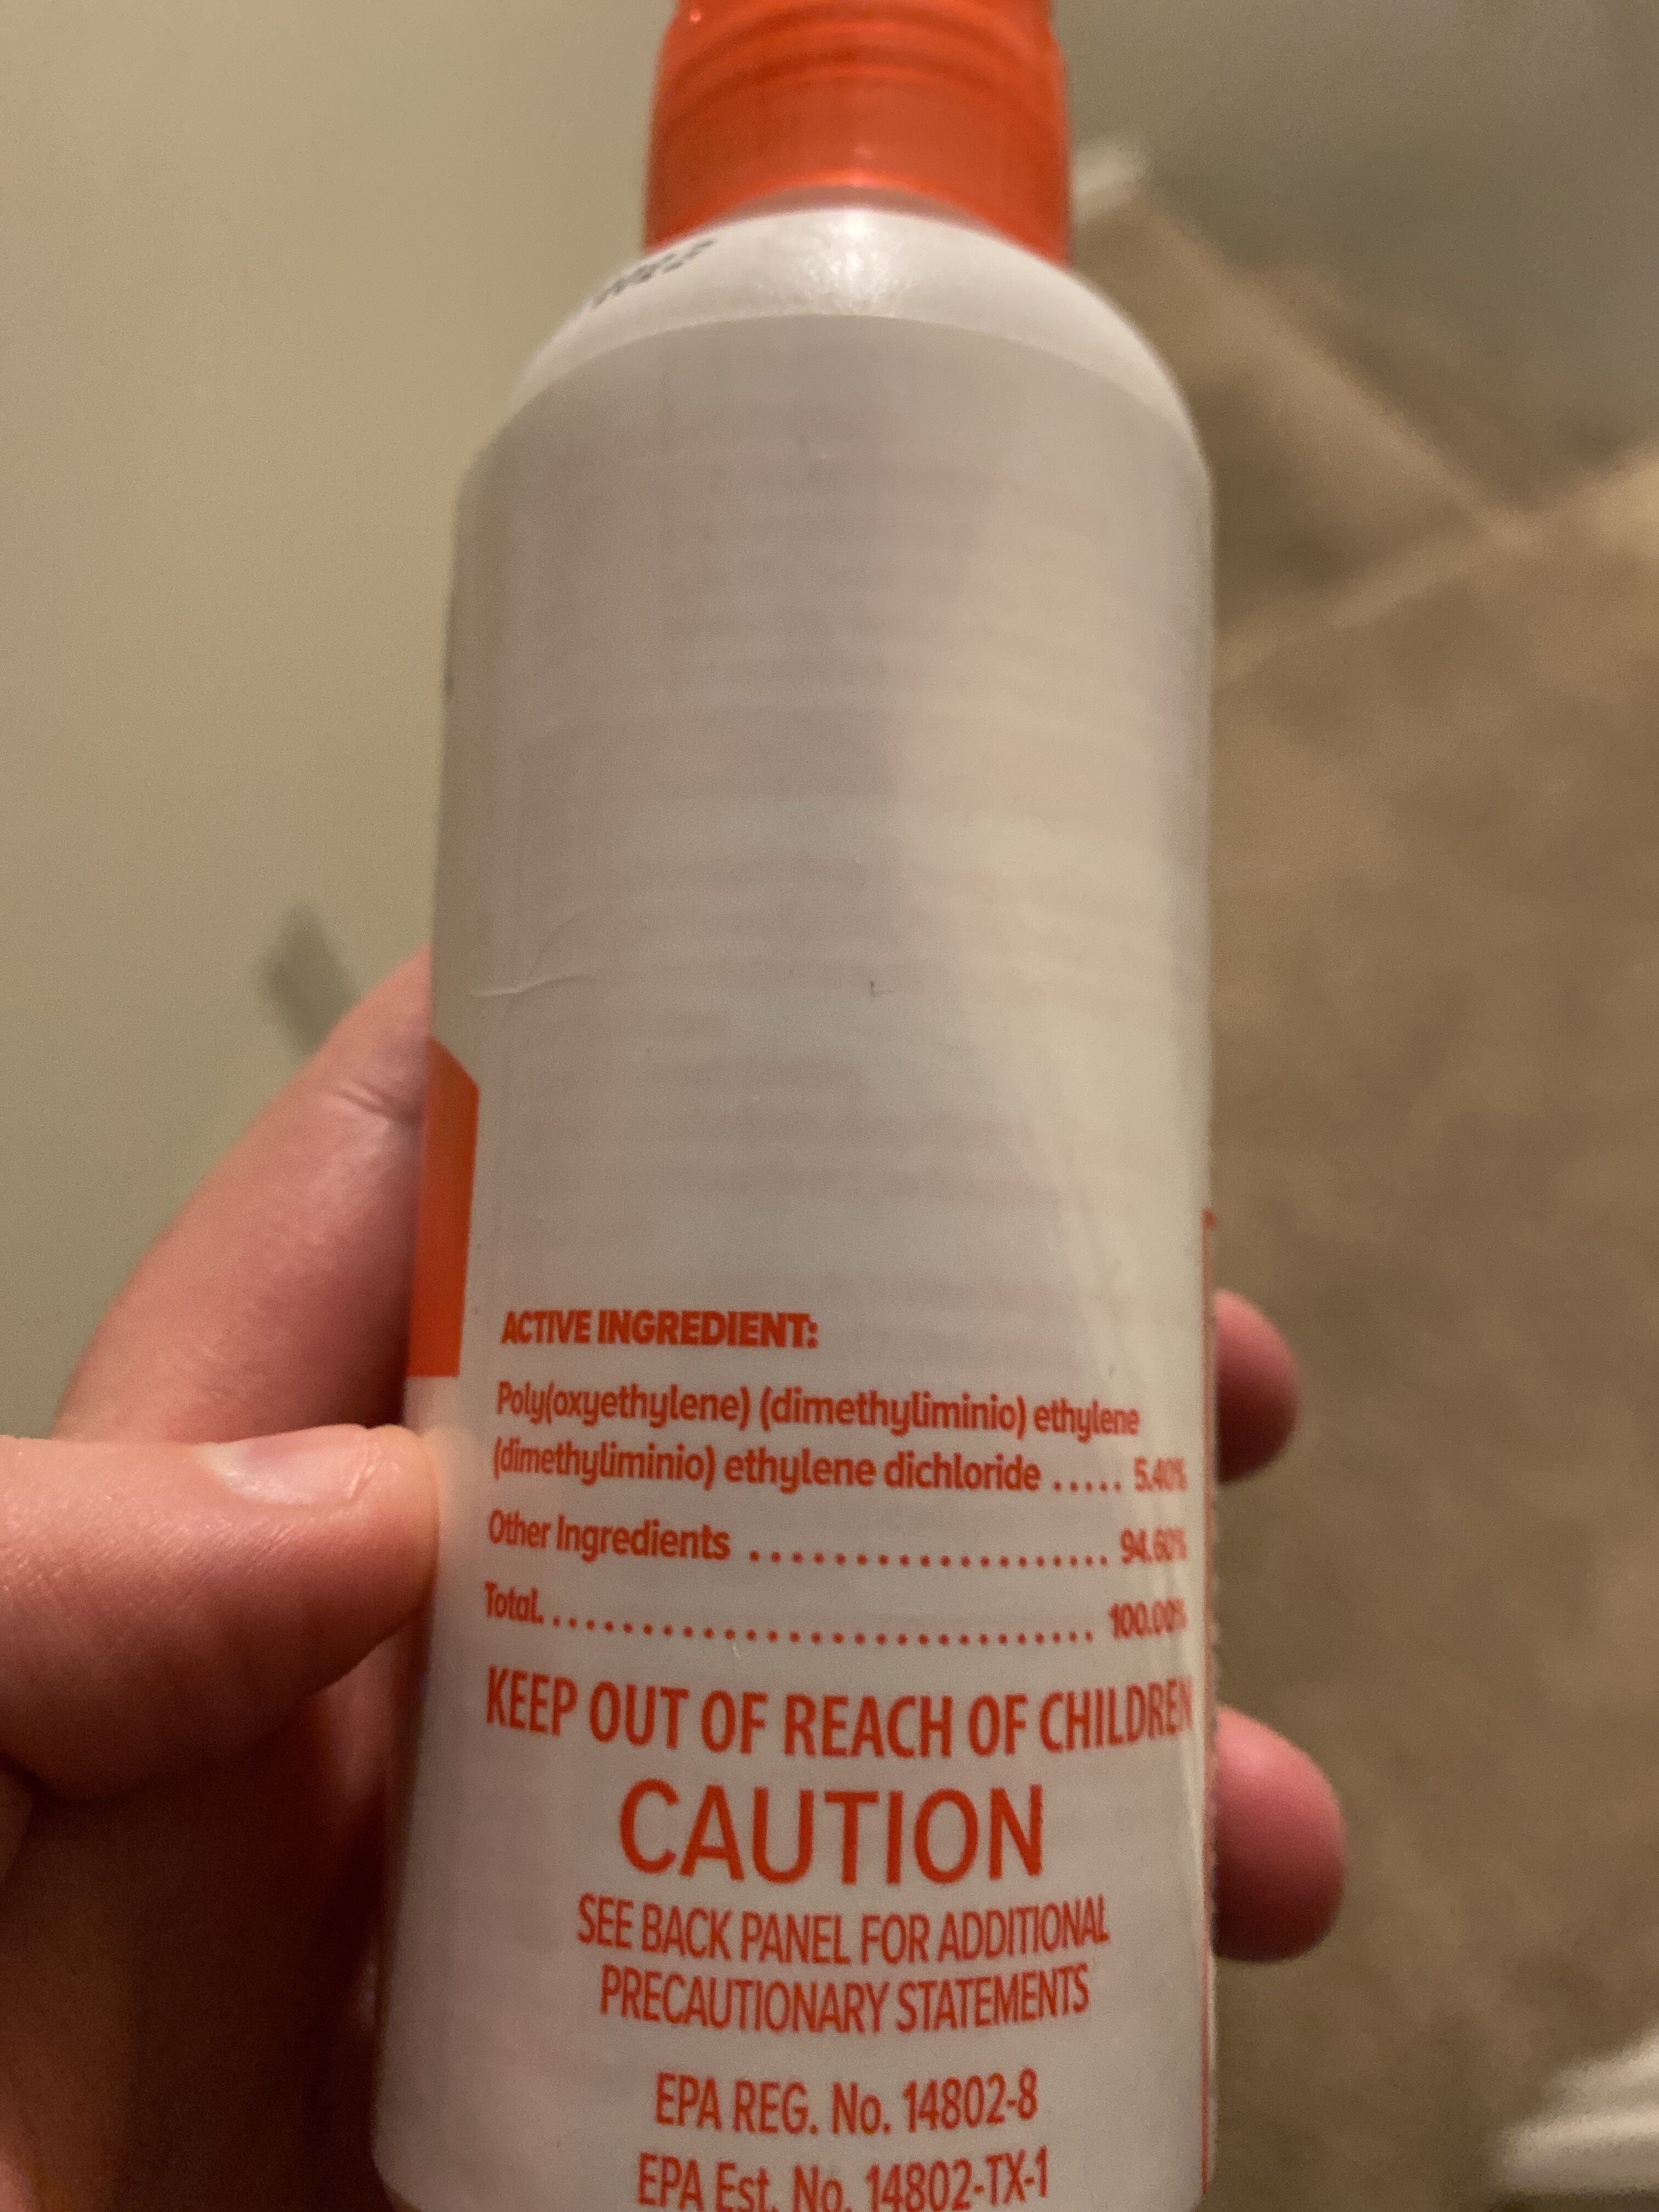 ACTIVE INGREDIENT:
Poly(oxyethylene) (dimethyliminio) ethylene
(dimethyliminio) ethylene dichloride ..... 5.40%
Other Ingredients .................... 94.60%
Total. ............................... 100.00%
KEEP OUT OF REACH OF CHILDREN
CAUTION
SEE BACK PANEL FOR ADDITIONAL
PRECAUTIONARY STATEMENTS
EPA REG. No. 14802-8
EPA Est. No. 14802-TX-1